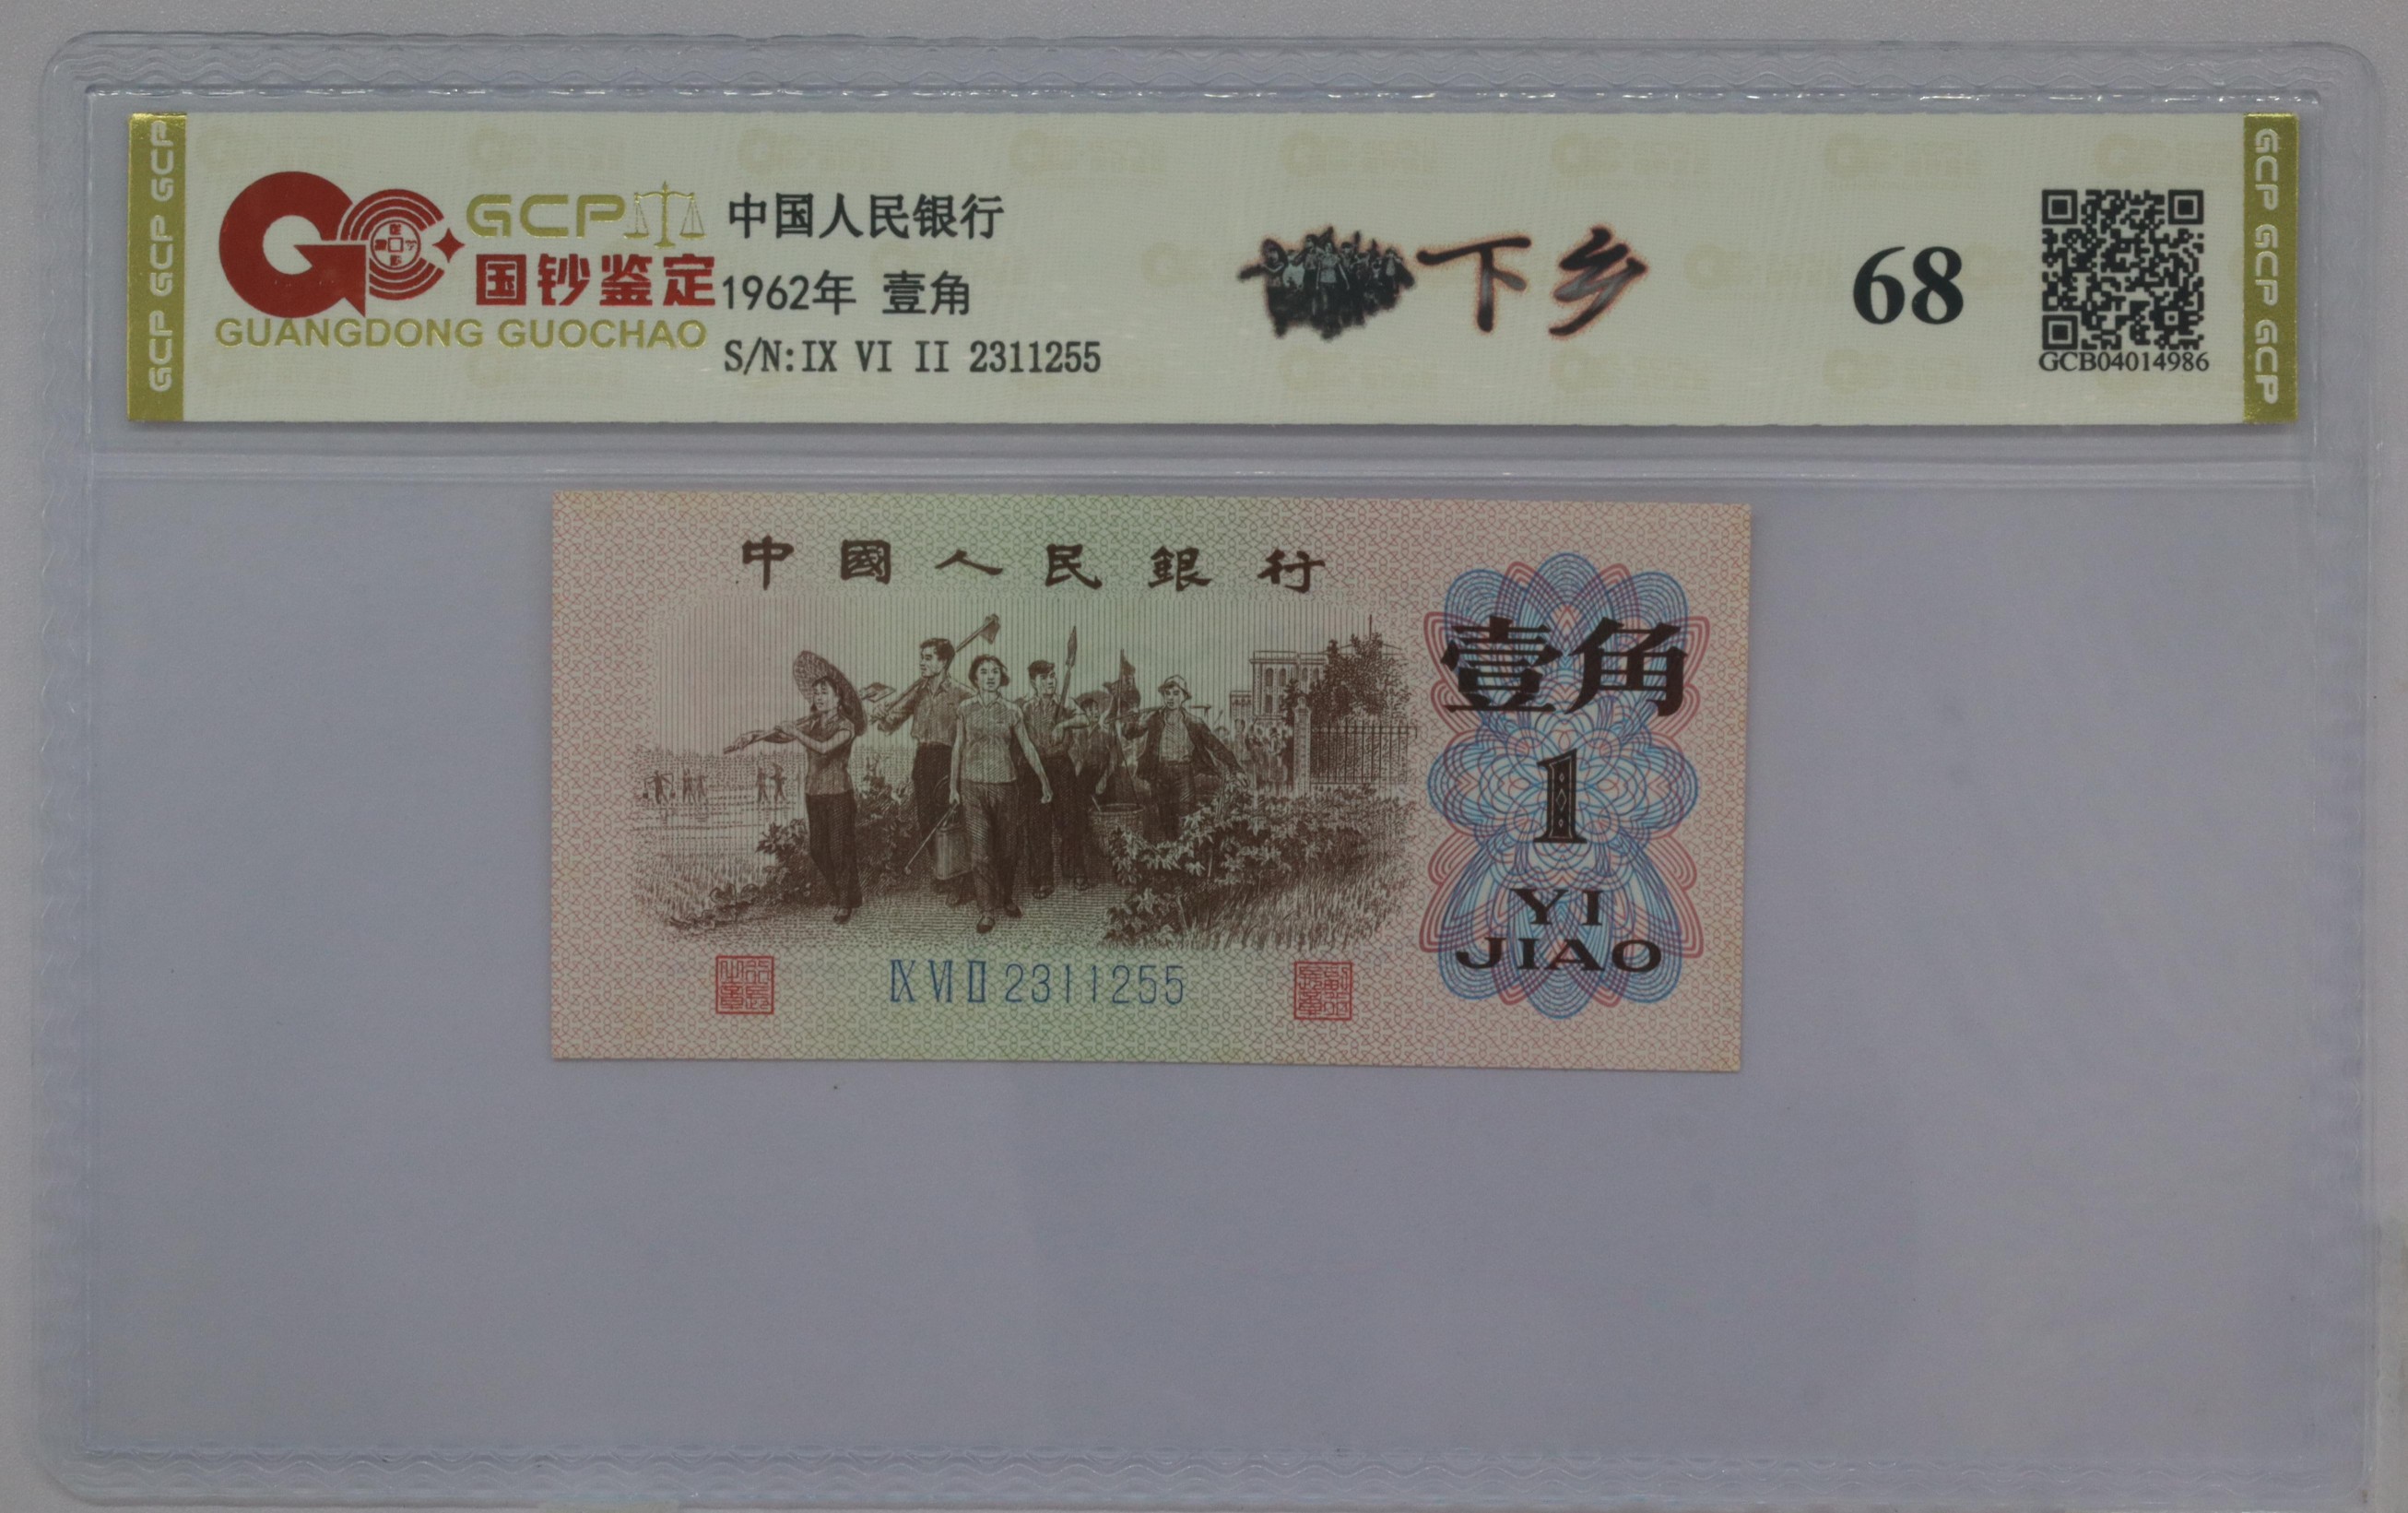 GCP GCP GCP
GCP
国钞鉴定
GUANGDONG GUOCHAO
中国人民银行
1962年 壹角
S/N:IX VI II 2311255
下乡
68
GCB04014986
GCP GCP GCP
中國人民銀行
壹角
1
YI
JIAO
IX VI II 2311255